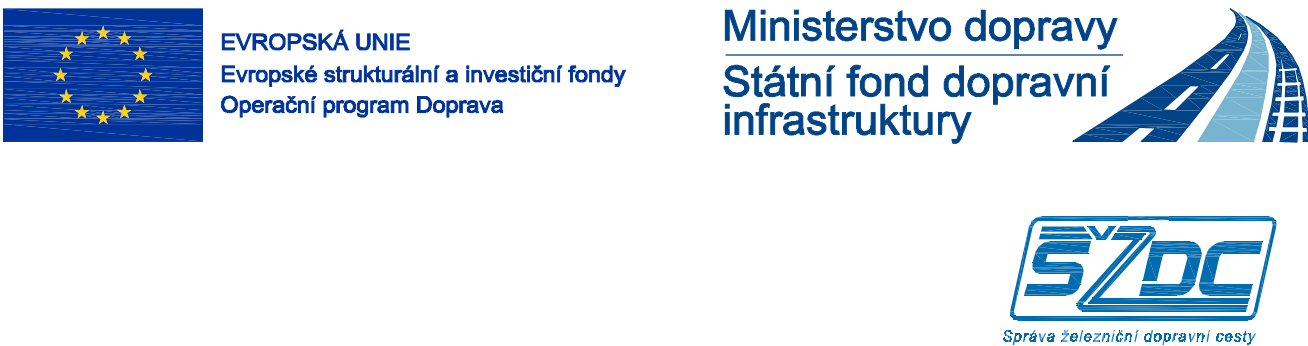 EVROPSKÁ UNIE
Evropské strukturální a investiční fondy
Operační program Doprava
Ministerstvo dopravy
Státní fond dopravní
infrastruktury
SŽDC
Správa železniční dopravní cesty